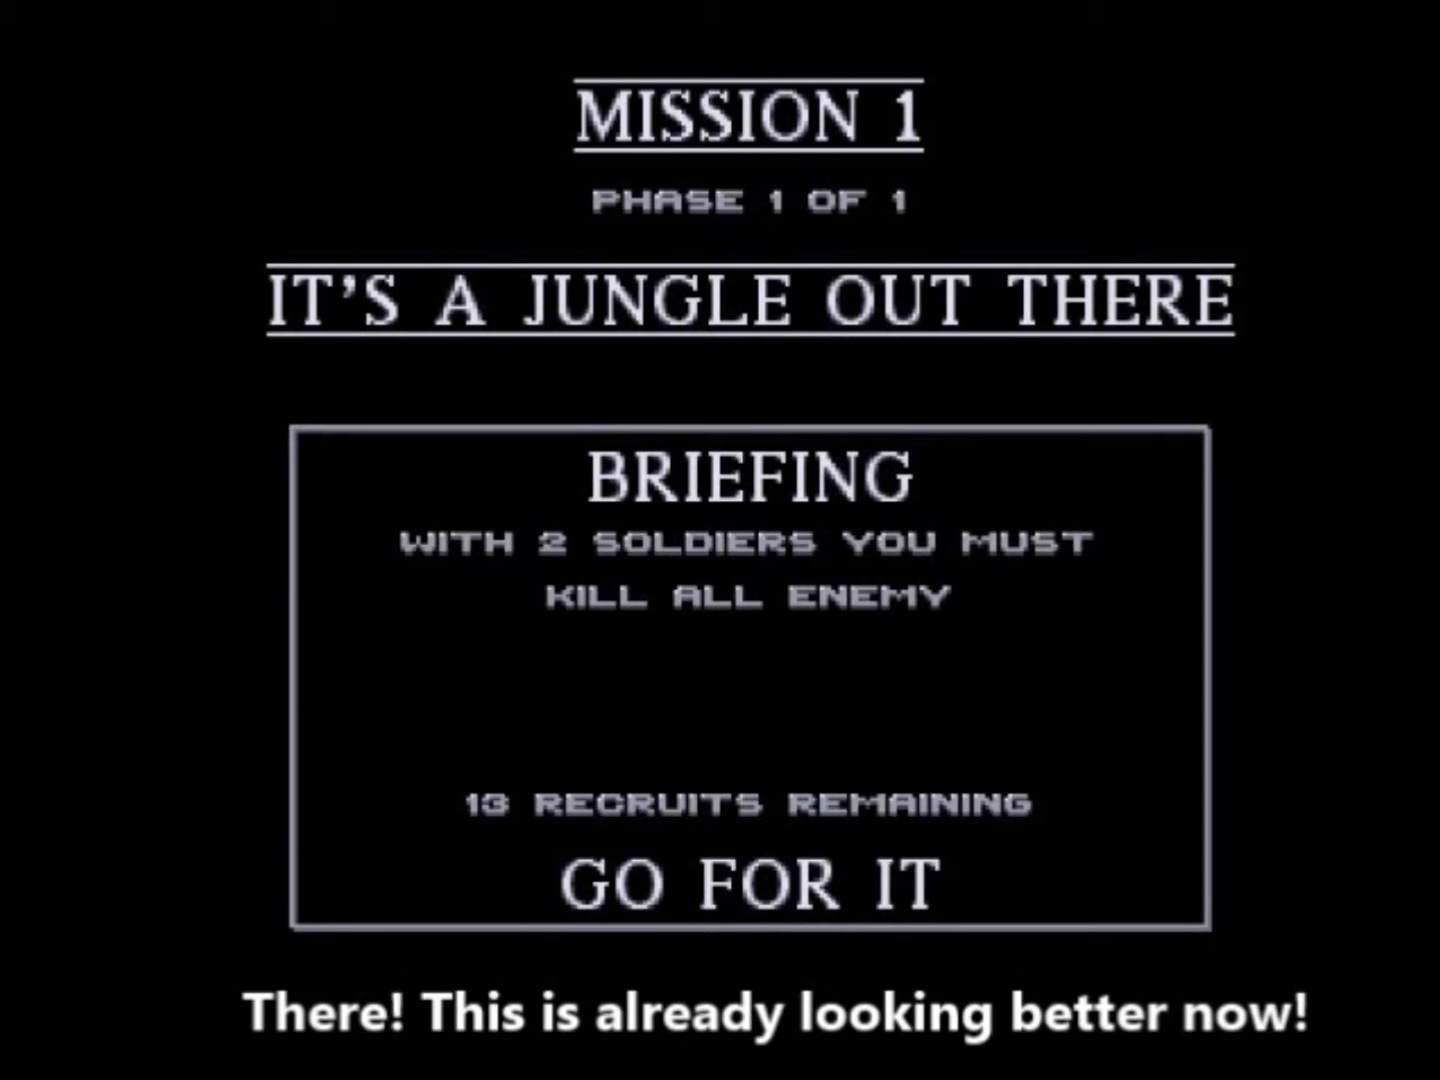 MISSION 1
PHASE 1 OF 1
IT'S A JUNGLE OUT THERE
BRIEFING
WITH 2 SOLDIERS YOU MUST
KILL ALL ENEMY
13 RECRUITS REMAINING
GO FOR IT
There! This is already looking better now!